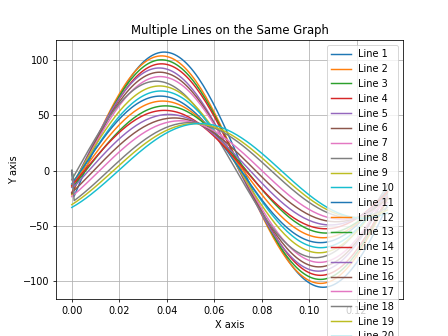 Multiple Lines on the Same Graph
Y axis
100
50
0
−50
−100
0.00
0.02
0.04
0.06
0.08
0.10
X axis
Line 1
Line 2
Line 3
Line 4
Line 5
Line 6
Line 7
Line 8
Line 9
Line 10
Line 11
Line 12
Line 13
Line 14
Line 15
Line 16
Line 17
Line 18
Line 19
Line 20